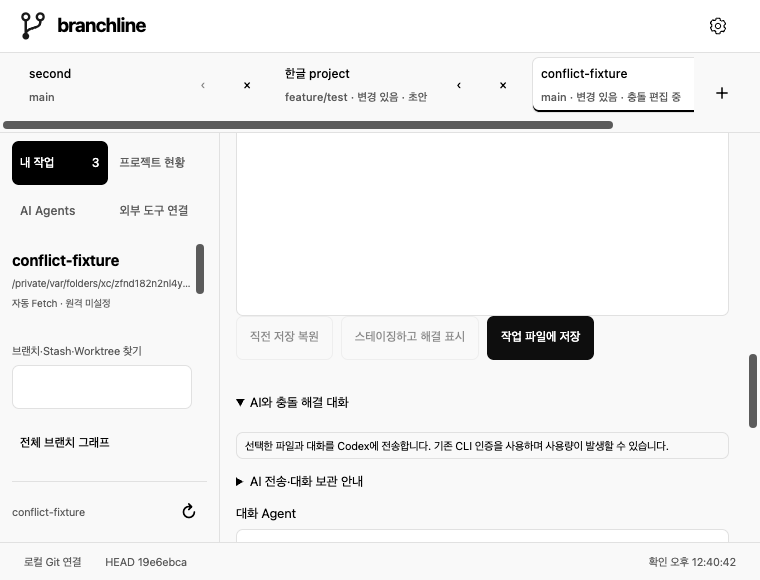 branchline
second
main
‹
×
한글 project
feature/test · 변경 있음 · 초안
‹
×
conflict-fixture
main · 변경 있음 · 충돌 편집 중
+
내 작업 3
프로젝트 현황
AI Agents
외부 도구 연결
conflict-fixture
/private/var/folders/xc/zfnd182n2nl4y...
자동 Fetch · 원격 미설정
브랜치·Stash·Worktree 찾기
전체 브랜치 그래프
conflict-fixture
직전 저장 복원
스테이징하고 해결 표시
작업 파일에 저장
▼ AI와 충돌 해결 대화
선택한 파일과 대화를 Codex에 전송합니다. 기존 CLI 인증을 사용하며 사용량이 발생할 수 있습니다.
▶ AI 전송·대화 보관 안내
대화 Agent
로컬 Git 연결
HEAD 19e6ebca
확인 오후 12:40:42